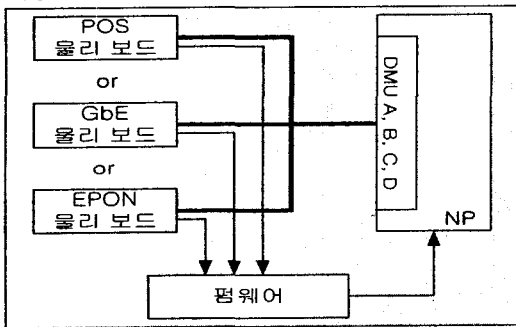 POS
물리 보드
or
GbE
물리 보드
or
EPON
물리 보드
DMU A, B, C, D
NP
펌웨어